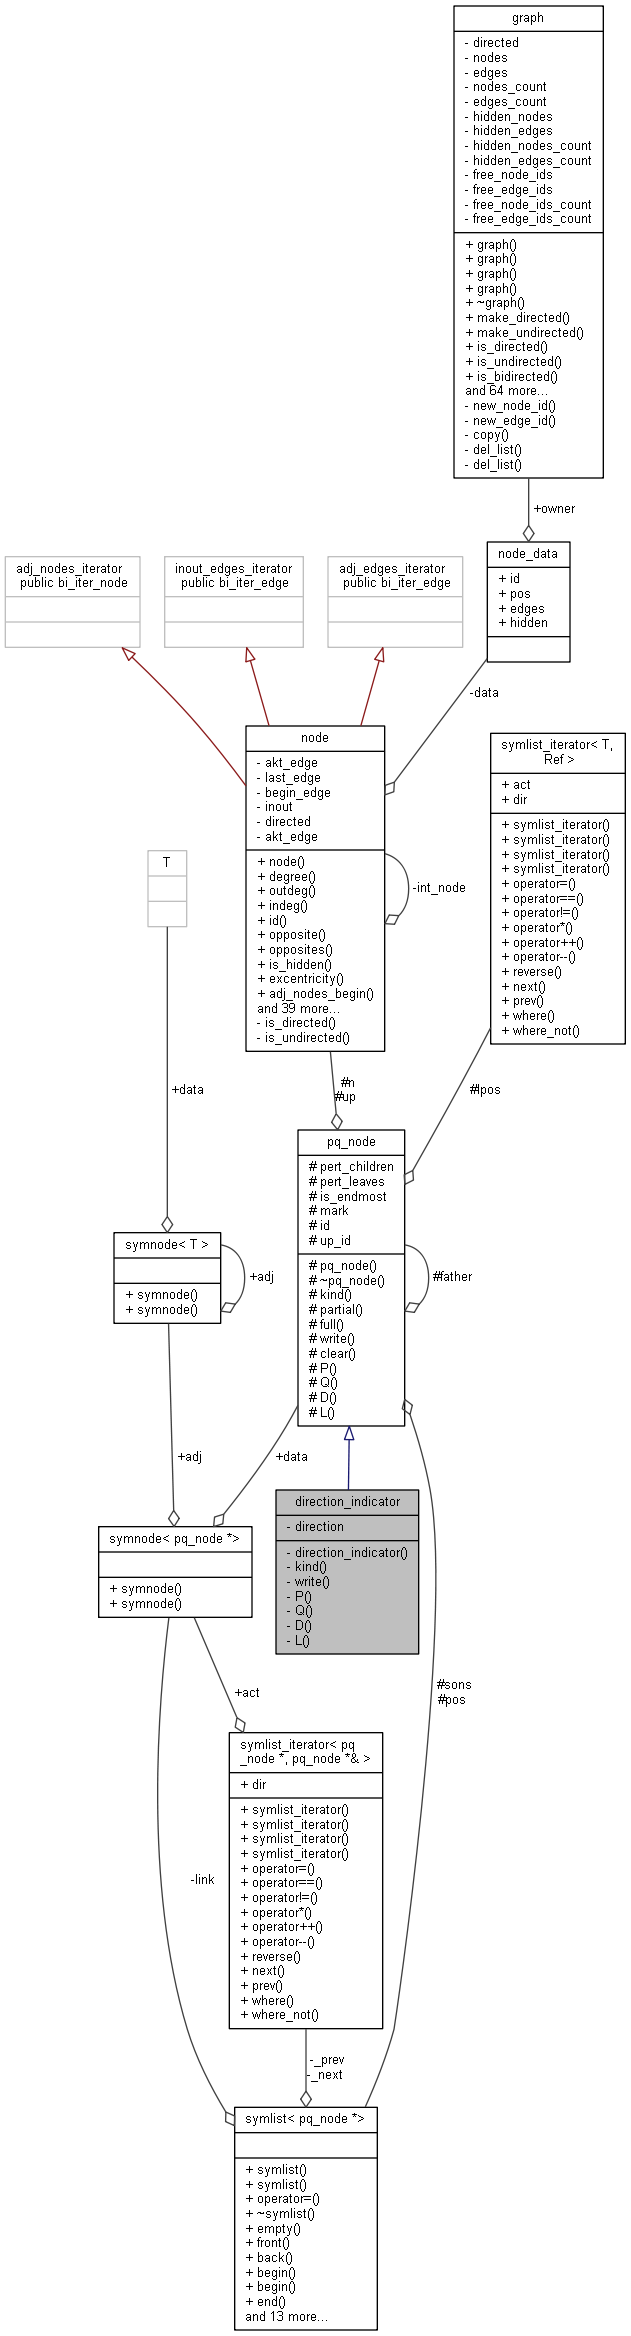 graph
- directed
- nodes
- edges
- nodes_count
- edges_count
- hidden_nodes
- hidden_edges
- hidden_nodes_count
- hidden_edges_count
- free_node_ids
- free_edge_ids
- free_node_ids_count
- free_edge_ids_count
+ graph()
+ graph()
+ graph()
+ graph()
+ ~graph()
+ make_directed()
+ make_undirected()
+ is_directed()
+ is_undirected()
+ is_bidirected()
and 64 more...
- new_node_id()
- new_edge_id()
- copy()
- del_list()
- del_list()
+owner
node_data
+ id
+ pos
+ edges
+ hidden
adj_nodes_iterator
public bi_iter_node
inout_edges_iterator
public bi_iter_edge
adj_edges_iterator
public bi_iter_edge
-data
node
- akt_edge
- last_edge
- begin_edge
- inout
- directed
- akt_edge
+ node()
+ degree()
+ outdeg()
+ indeg()
+ id()
+ opposite()
+ opposites()
+ is_hidden()
+ excentricity()
+ adj_nodes_begin()
and 39 more...
- is_directed()
- is_undirected()
-int_node
symlist_iterator< T,
Ref >
+ act
+ dir
+ symlist_iterator()
+ symlist_iterator()
+ symlist_iterator()
+ symlist_iterator()
+ operator=()
+ operator==()
+ operator!=()
+ operator*()
+ operator++()
+ operator--()
+ reverse()
+ next()
+ prev()
+ where()
+ where_not()
T
+data
#n
#up
#lpos
pq_node
# pert_children
# pert_leaves
# is_endmost
# mark
# id
# up_id
# pq_node()
# ~pq_node()
# kind()
# partial()
# full()
# write()
# clear()
# P()
# Q()
# D()
# L()
#father
symnode< T >
+ symnode()
+ symnode()
+adj
+adj
+data
direction_indicator
- direction
- direction_indicator()
- kind()
- write()
- P()
- Q()
- D()
- L()
symnode< pq_node *>
+ symnode()
+ symnode()
+act
#sons
#pos
symlist_iterator< pq
_node *, pq_node *& >
+ dir
+ symlist_iterator()
+ symlist_iterator()
+ symlist_iterator()
+ symlist_iterator()
+ operator=()
+ operator==()
+ operator!=()
+ operator*()
+ operator++()
+ operator--()
+ reverse()
+ next()
+ prev()
+ where()
+ where_not()
-link
-_prev
-_next
symlist< pq_node *>
+ symlist()
+ symlist()
+ operator=()
+ ~symlist()
+ empty()
+ front()
+ back()
+ begin()
+ begin()
+ end()
and 13 more...